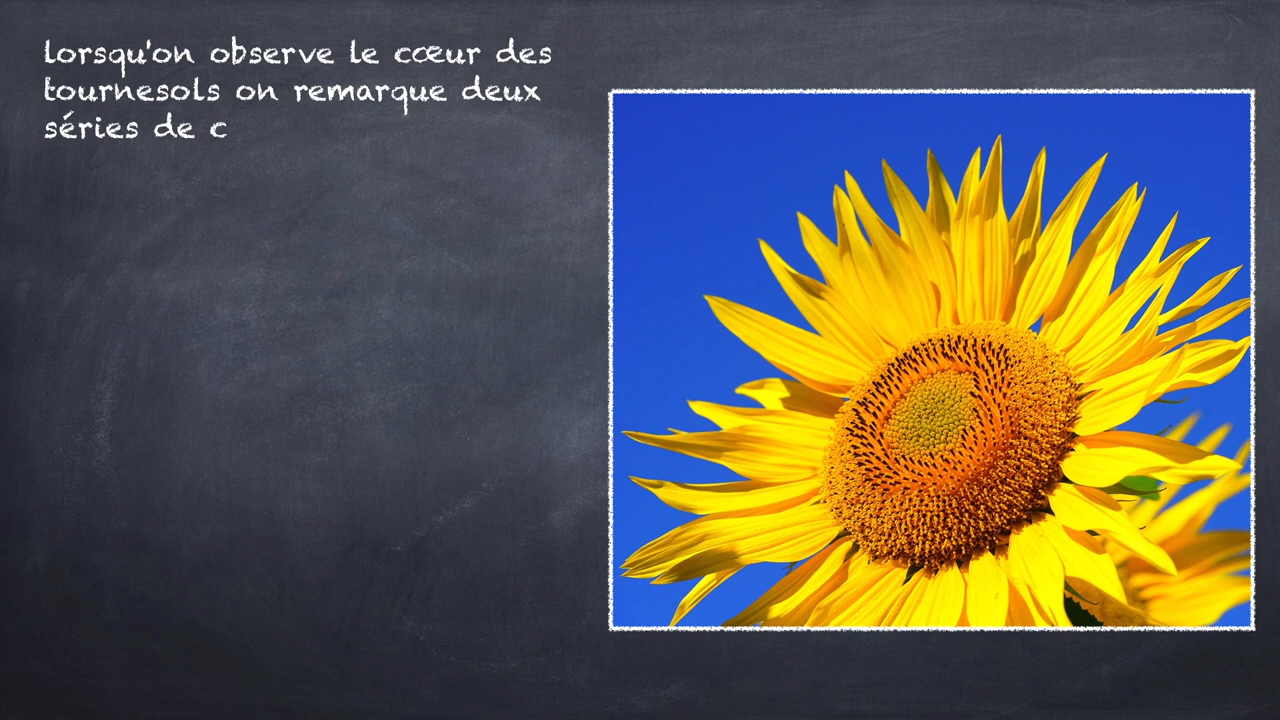 lorsqu'on observe le cœur des
tournesols on remarque deux
séries de c